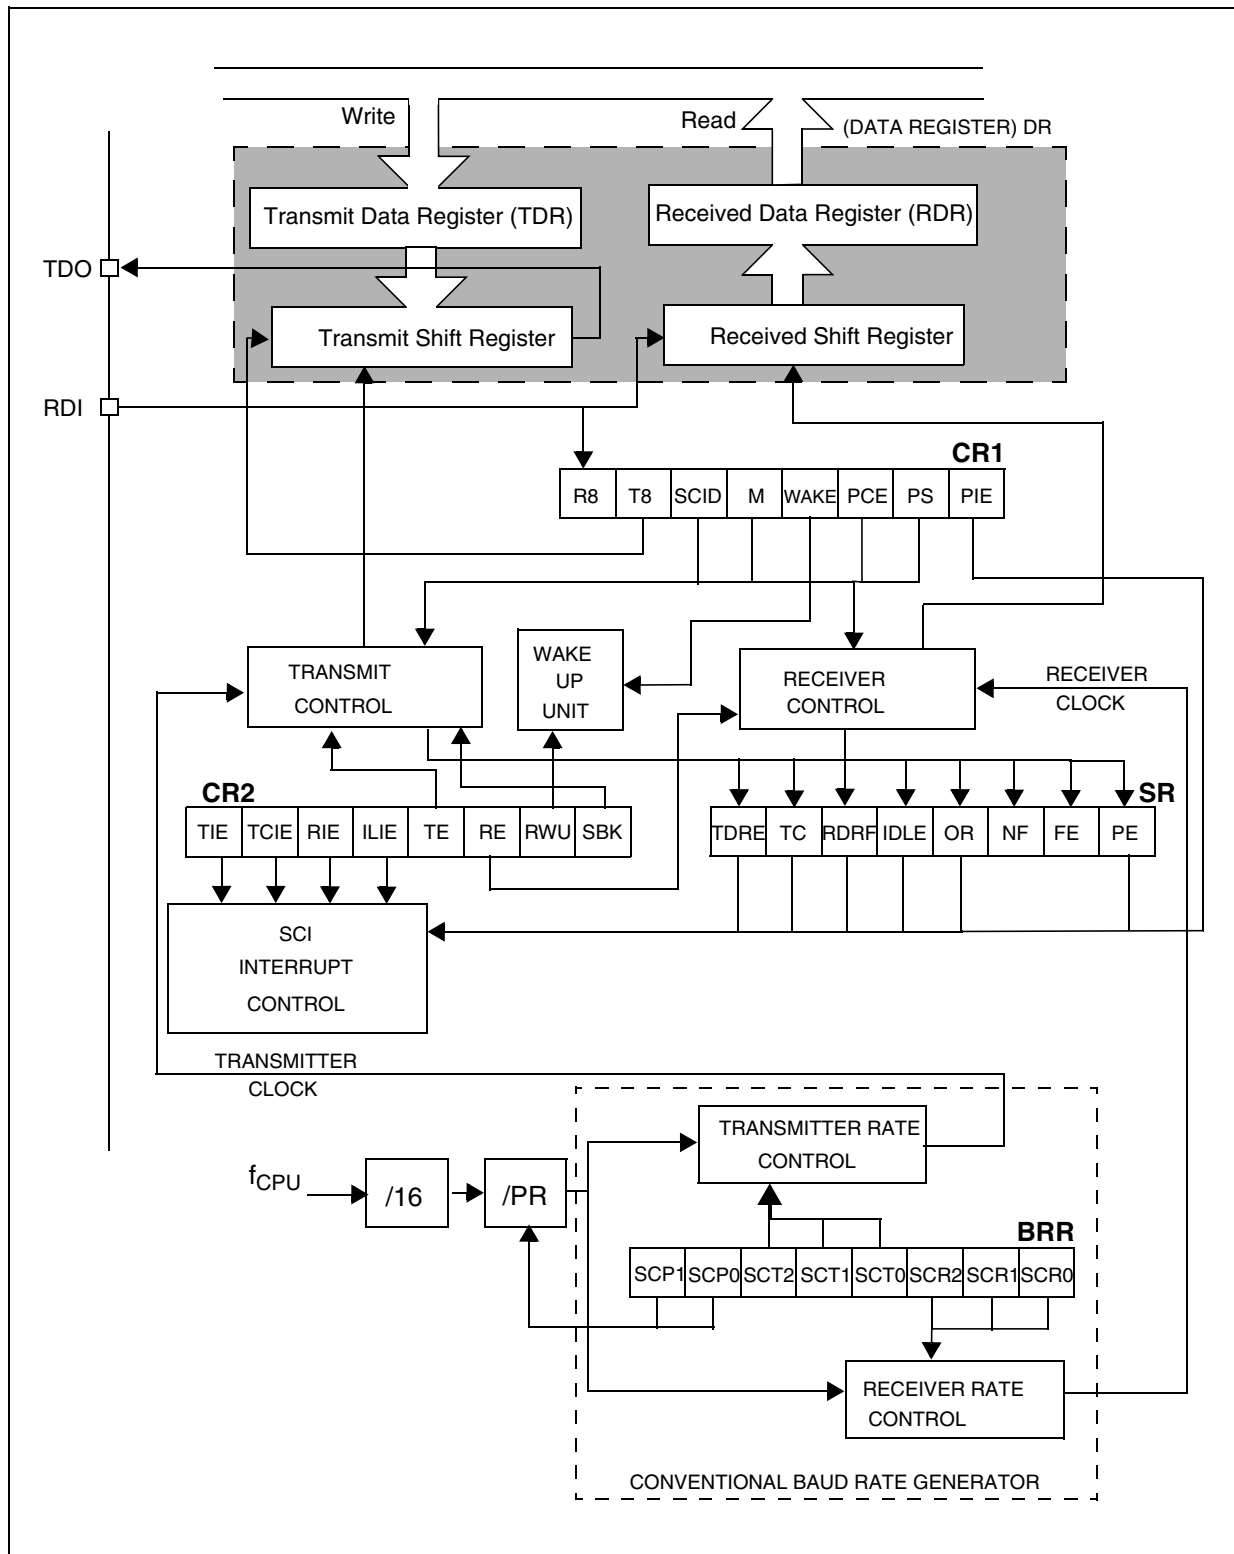 Write
Read
(DATA REGISTER) DR
Transmit Data Register (TDR)
Received Data Register (RDR)
TDO
Transmit Shift Register
Received Shift Register
RDI
CR1
R8 T8 SCID M WAKE PCE PS PIE
TRANSMIT
CONTROL
WAKE
UP
UNIT
RECEIVER
CONTROL
RECEIVER
CLOCK
CR2
TIE TCIE RIE ILIE TE RE RWU SBK
SR
TDRE TC RDRF IDLE OR NF FE PE
SCI
INTERRUPT
CONTROL
TRANSMITTER
CLOCK
TRANSMITTER RATE
CONTROL
fCPU
/16
/PR
BRR
SCP1 SCP0 SCT2 SCT1 SCT0 SCR2 SCR1 SCR0
RECEIVER RATE
CONTROL
CONVENTIONAL BAUD RATE GENERATOR